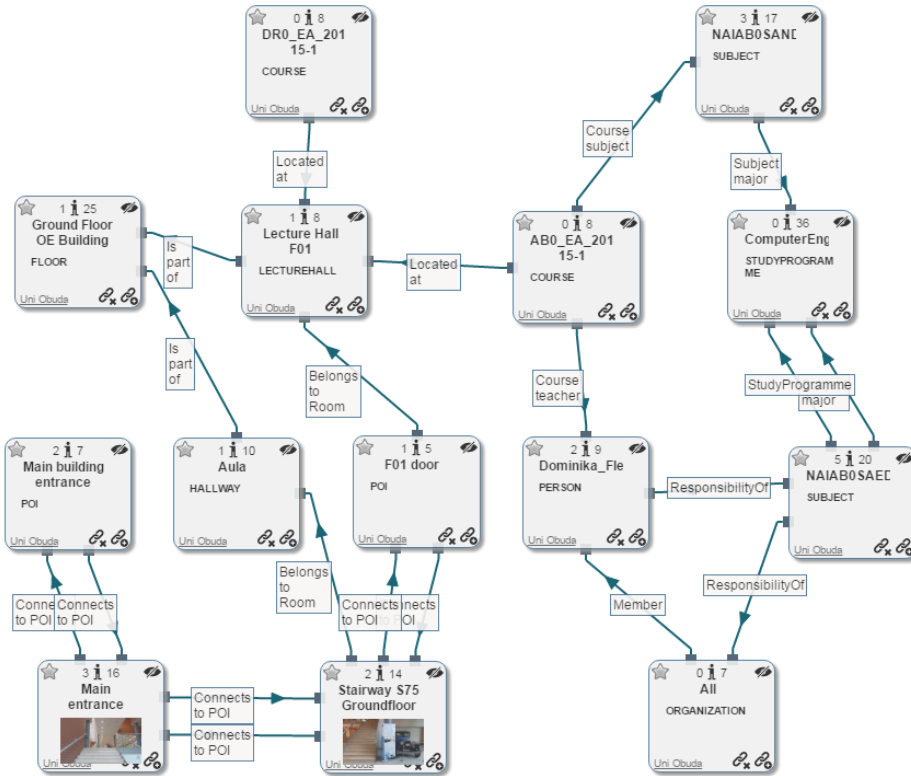 0 8
DR0_EA_201
15-1
COURSE
Uni Obuda
3 17
NAIAB0SAND
SUBJECT
Uni Obuda
Located
at
Course
subject
Subject
major
1 25
Ground Floor
OE Building
FLOOR
Uni Obuda
Is
part
of
1 8
Lecture Hall
F01
LECTUREHALL
Uni Obuda
Located
at
0 8
AB0_EA_201
15-1
COURSE
Uni Obuda
0 36
ComputerEng
STUDYPROGRAM
ME
Uni Obuda
Is
part
of
Belongs
to
Room
Course
teacher
StudyProgramme
major
2 7
Main building
entrance
POI
Uni Obuda
1 10
Aula
HALLWAY
Uni Obuda
1 5
F01 door
POI
Uni Obuda
2 9
Dominika_Fle
PERSON
Uni Obuda
ResponsibilityOf
5 20
NAIAB0SAED
SUBJECT
Uni Obuda
Connects
to POI
Belongs
to
Room
Connects
to POI
to POI
Member
ResponsibilityOf
3 16
Main
entrance
Connects
to POI
Connects
to POI
2 14
Stairway S75
Groundfloor
0 7
All
ORGANIZATION
Uni Obuda